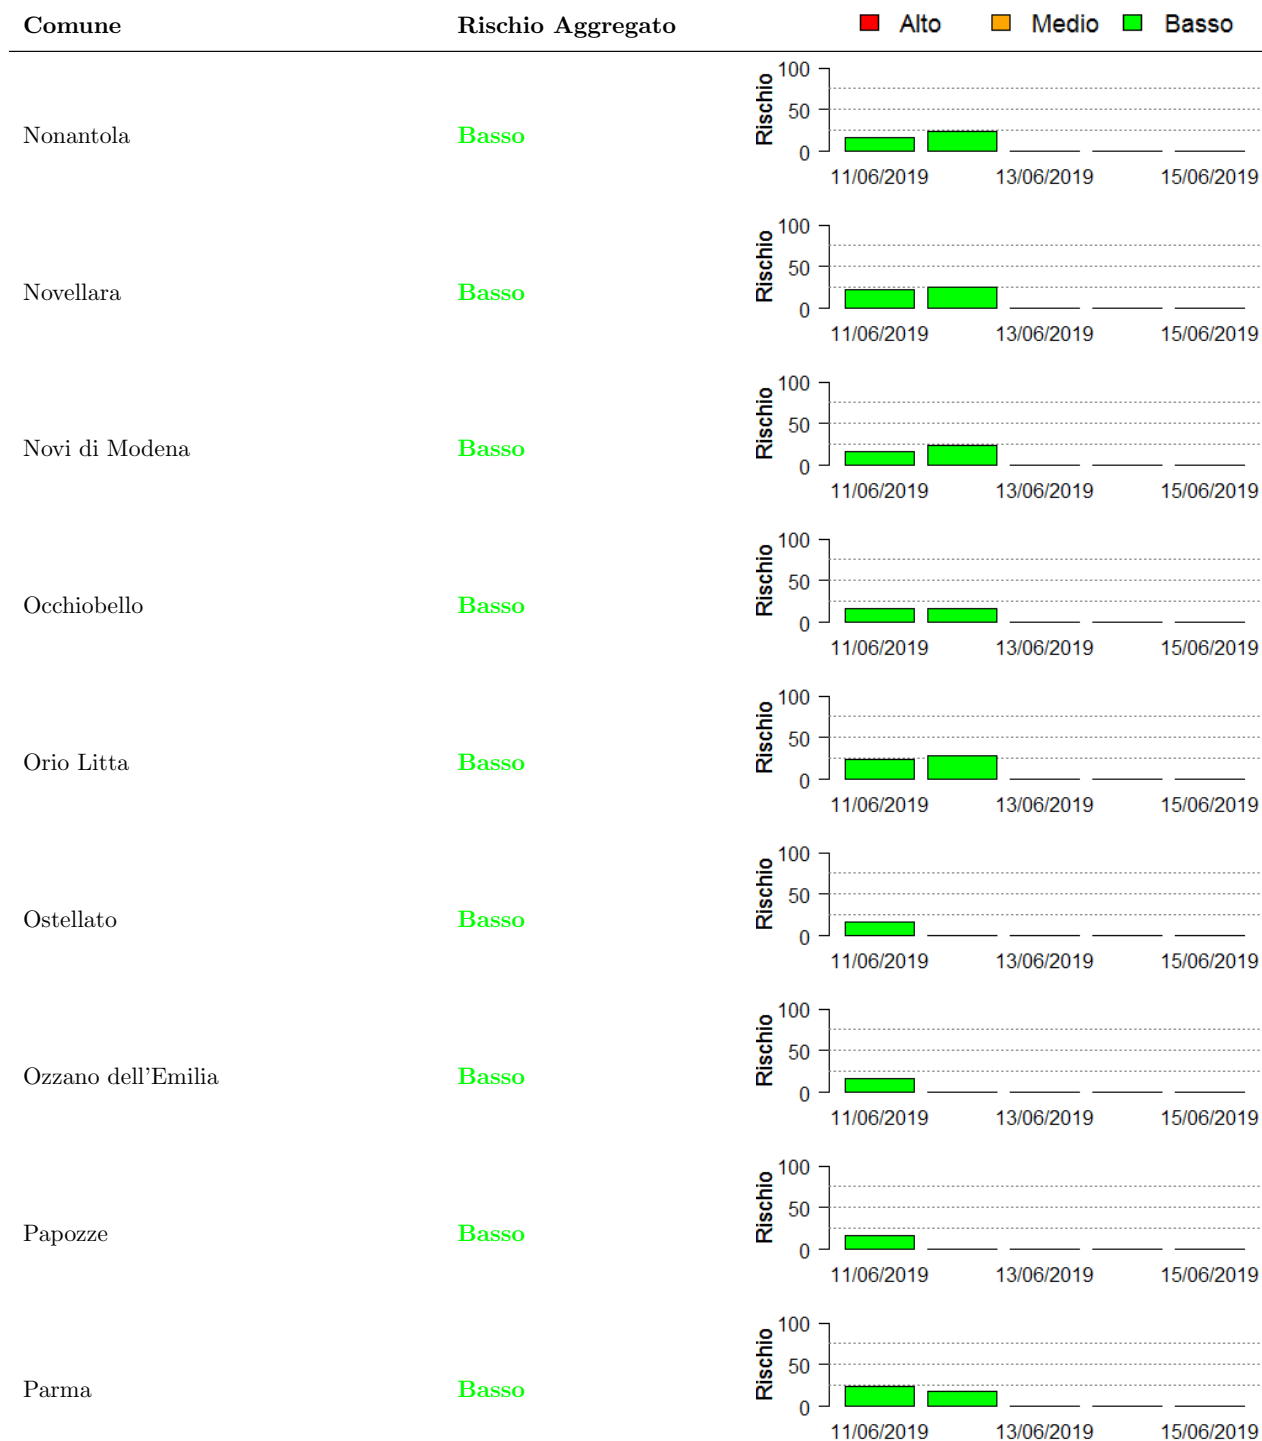 Comune Rischio Aggregato Alto Medio Basso
Nonantola Basso
Rischio
100
50
0
11/06/2019 13/06/2019 15/06/2019
Novellara Basso
Rischio
100
50
0
11/06/2019 13/06/2019 15/06/2019
Novi di Modena Basso
Rischio
100
50
0
11/06/2019 13/06/2019 15/06/2019
Occhiobello Basso
Rischio
100
50
0
11/06/2019 13/06/2019 15/06/2019
Orio Litta Basso
Rischio
100
50
0
11/06/2019 13/06/2019 15/06/2019
Ostellato Basso
Rischio
100
50
0
11/06/2019 13/06/2019 15/06/2019
Ozzano dell'Emilia Basso
Rischio
100
50
0
11/06/2019 13/06/2019 15/06/2019
Papozze Basso
Rischio
100
50
0
11/06/2019 13/06/2019 15/06/2019
Parma Basso
Rischio
100
50
0
11/06/2019 13/06/2019 15/06/2019